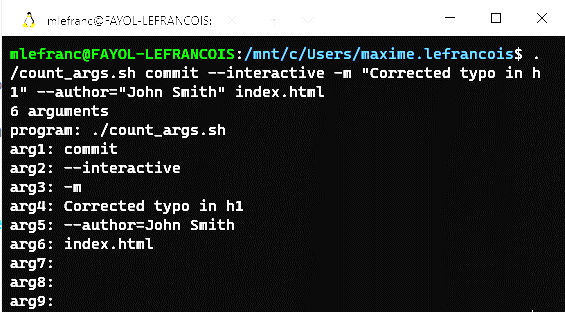 mlefranc@FAYOL-LEFRANCOIS:
mlefranc@FAYOL-LEFRANCOIS:/mnt/c/Users/maxime.lefrancois$ .
/count_args.sh commit --interactive -m "Corrected typo in h
1" --author="John Smith" index.html
6 arguments
program: ./count_args.sh
arg1: commit
arg2: --interactive
arg3: -m
arg4: Corrected typo in h1
arg5: --author=John Smith
arg6: index.html
arg7:
arg8:
arg9: